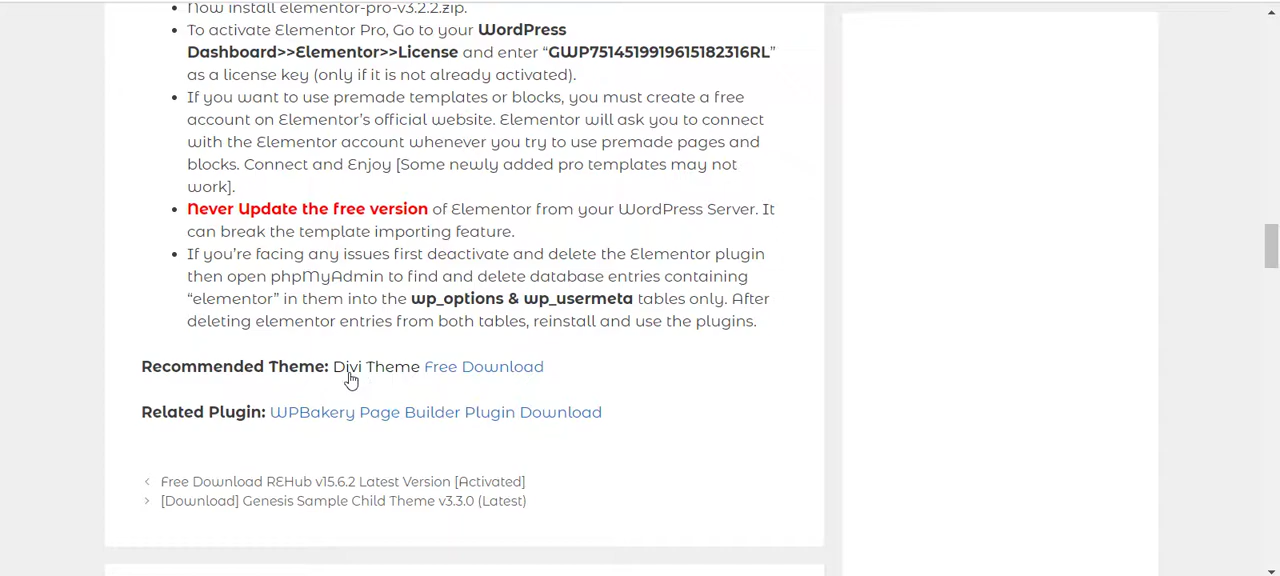 Now install elementor-pro-v3.2.2.zip.
To activate Elementor Pro, Go to your WordPress
Dashboard>>Elementor>>License and enter “GWP7514519919615182316RL”
as a license key (only if it is not already activated).
If you want to use premade templates or blocks, you must create a free
account on Elementor’s official website. Elementor will ask you to connect
with the Elementor account whenever you try to use premade pages and
blocks. Connect and Enjoy [Some newly added pro templates may not
work].
Never Update the free version of Elementor from your WordPress Server. It
can break the template importing feature.
If you’re facing any issues first deactivate and delete the Elementor plugin
then open phpMyAdmin to find and delete database entries containing
“elementor” in them into the wp_options & wp_usermeta tables only. After
deleting elementor entries from both tables, reinstall and use the plugins.
Recommended Theme: Divi Theme Free Download
Related Plugin: WPBakery Page Builder Plugin Download
Free Download REHub v15.6.2 Latest Version [Activated]
[Download] Genesis Sample Child Theme v3.3.0 (Latest)